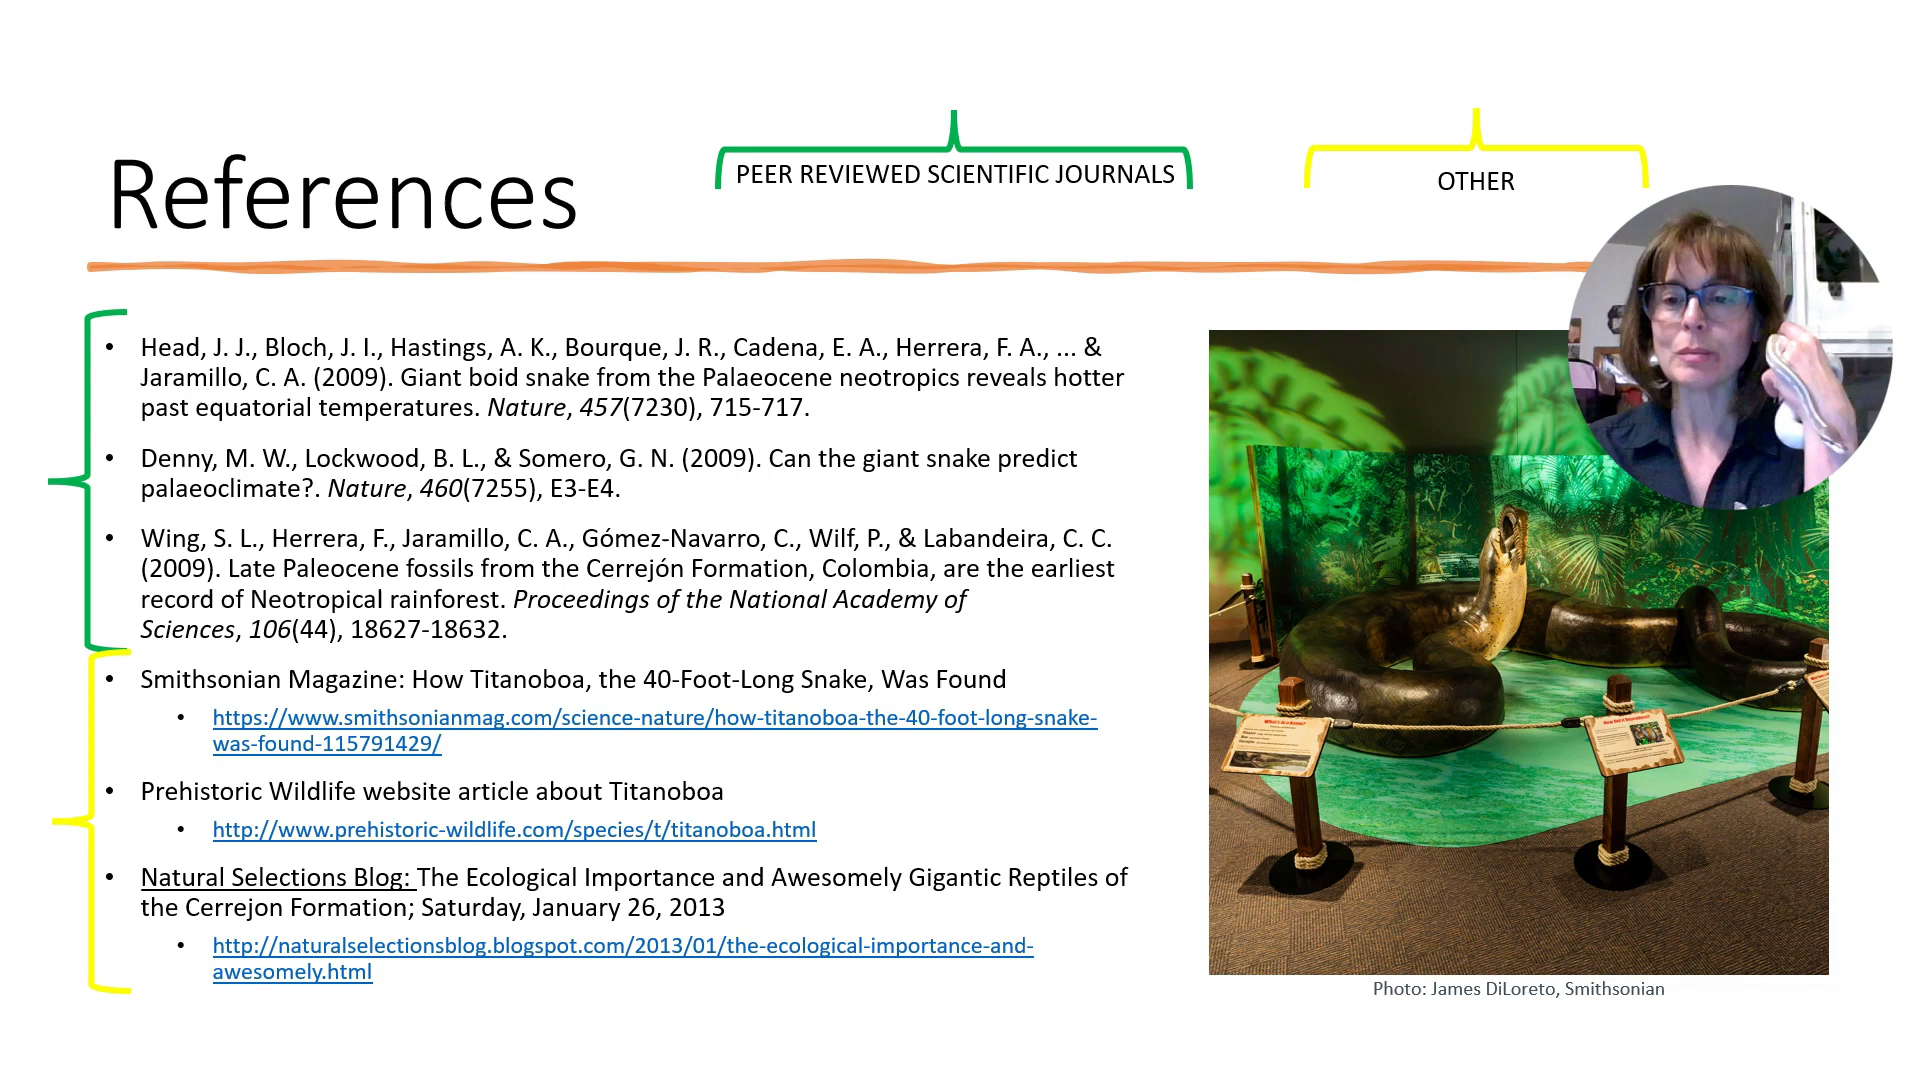 References
PEER REVIEWED SCIENTIFIC JOURNALS
OTHER
• Head, J. J., Bloch, J. I., Hastings, A. K., Bourque, J. R., Cadena, E. A., Herrera, F. A., ... &
Jaramillo, C. A. (2009). Giant boid snake from the Palaeocene neotropics reveals hotter
past equatorial temperatures. Nature, 457(7230), 715-717.
• Denny, M. W., Lockwood, B. L., & Somero, G. N. (2009). Can the giant snake predict
palaeoclimate?. Nature, 460(7255), E3-E4.
• Wing, S. L., Herrera, F., Jaramillo, C. A., Gómez-Navarro, C., Wilf, P., & Labandeira, C. C.
(2009). Late Paleocene fossils from the Cerrejón Formation, Colombia, are the earliest
record of Neotropical rainforest. Proceedings of the National Academy of
Sciences, 106(44), 18627-18632.
• Smithsonian Magazine: How Titanoboa, the 40-Foot-Long Snake, Was Found
• https://www.smithsonianmag.com/science-nature/how-titanoboa-the-40-foot-long-snake-
was-found-115791429/
• Prehistoric Wildlife website article about Titanoboa
• http://www.prehistoric-wildlife.com/species/t/titanoboa.html
• Natural Selections Blog: The Ecological Importance and Awesomely Gigantic Reptiles of
the Cerrejon Formation; Saturday, January 26, 2013
• http://naturalselectionsblog.blogspot.com/2013/01/the-ecological-importance-and-
awesomely.html
Photo: James DiLoreto, Smithsonian